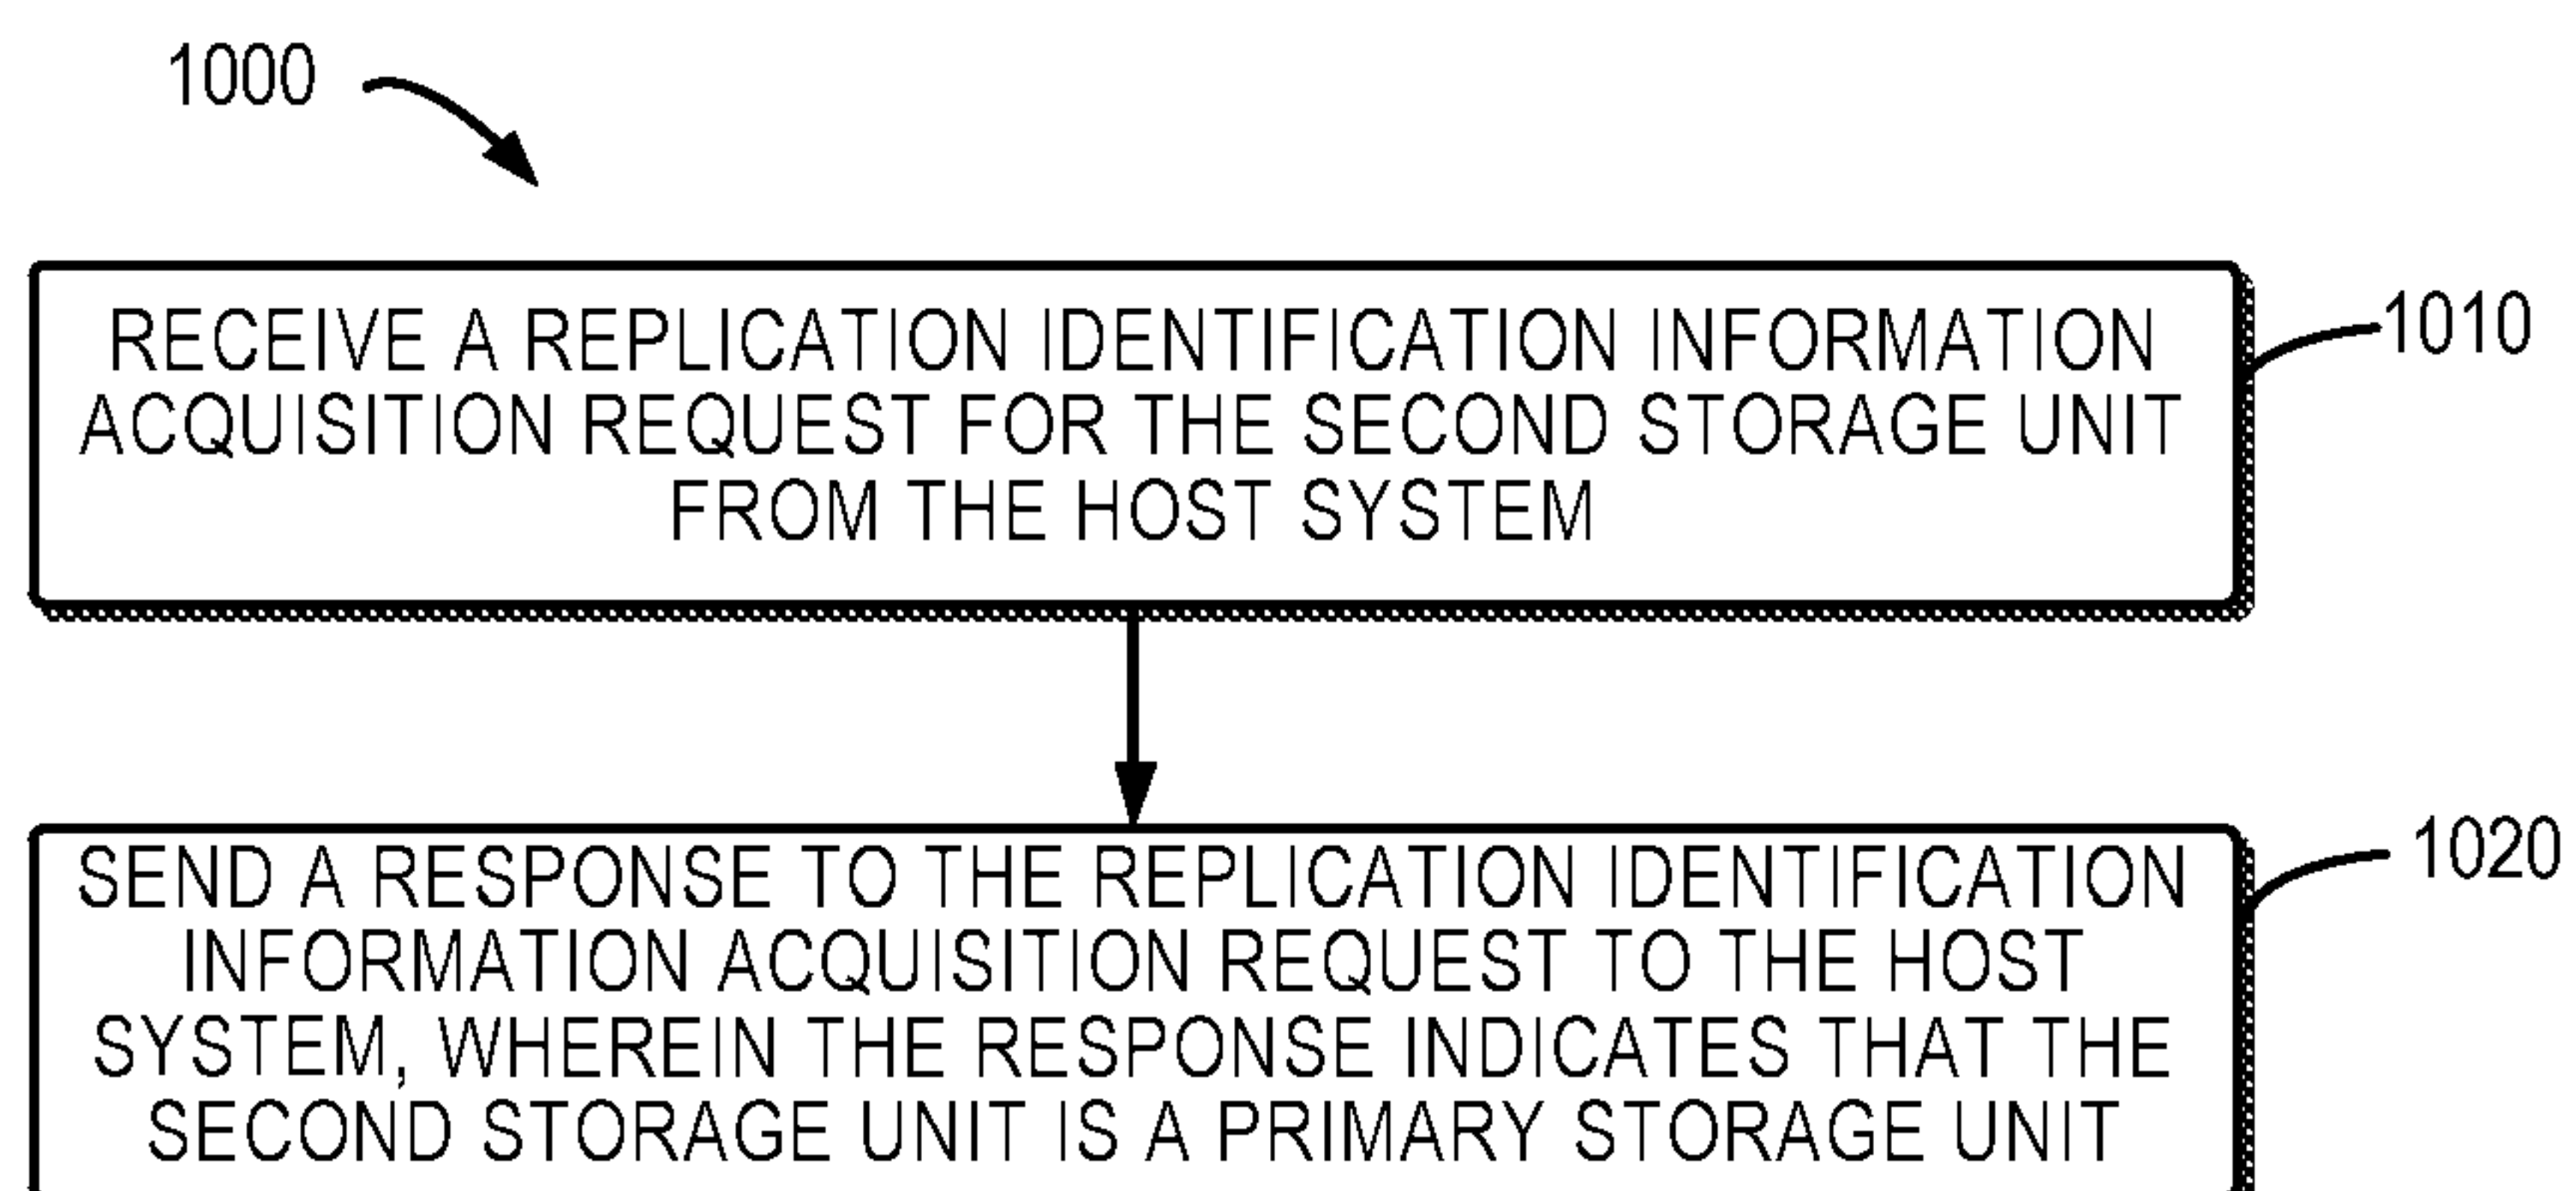 1000
RECEIVE A REPLICATION IDENTIFICATION INFORMATION
ACQUISITION REQUEST FOR THE SECOND STORAGE UNIT
FROM THE HOST SYSTEM
1010
SEND A RESPONSE TO THE REPLICATION IDENTIFICATION
INFORMATION ACQUISITION REQUEST TO THE HOST
SYSTEM, WHEREIN THE RESPONSE INDICATES THAT THE
SECOND STORAGE UNIT IS A PRIMARY STORAGE UNIT
1020